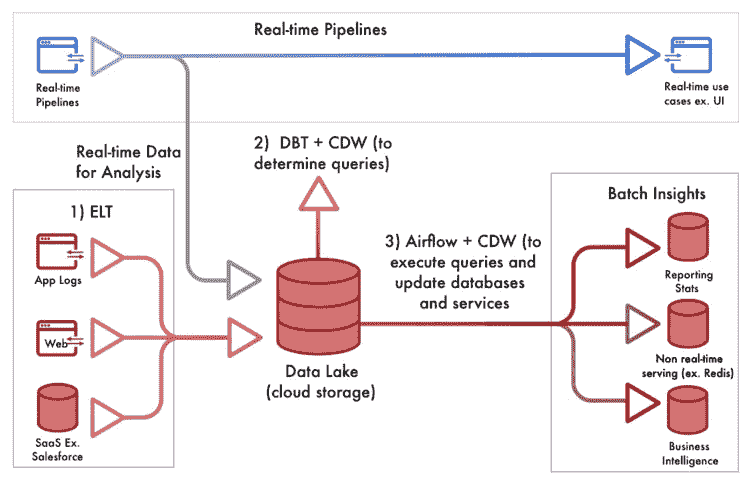 Real-time Pipelines
Real-time
Pipelines
Real-time use
cases ex. UI
Real-time Data
for Analysis
2) DBT + CDW (to
determine queries)
1) ELT
App Logs
Web
SaaS Ex.
Salesforce
Data Lake
(cloud storage)
3) Airflow + CDW (to
execute queries and
update databases
and services
Batch Insights
Reporting
Stats
Non real-time
serving (ex. Redis)
Business
Intelligence